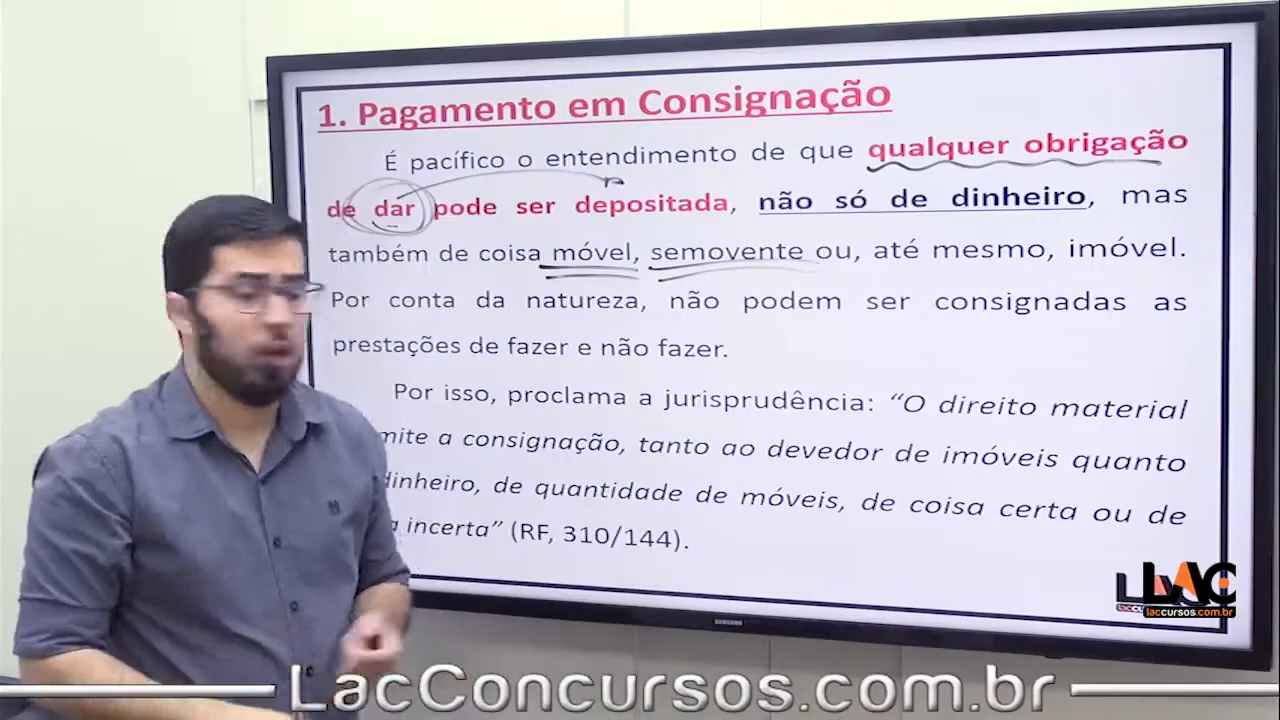 1. Pagamento em Consignação
É pacífico o entendimento de que qualquer obrigação
de dar pode ser depositada, não só de dinheiro, mas
também de coisa móvel, semovente ou, até mesmo, imóvel.
Por conta da natureza, não podem ser consignadas as
prestações de fazer e não fazer.
Por isso, proclama a jurisprudência: “O direito material
mite a consignação, tanto ao devedor de imóveis quanto
dinheiro, de quantidade de móveis, de coisa certa ou de
incerta” (RF, 310/144).
LAC
laccursos.com.br
SAMSUNG
LacConcursos.com.br